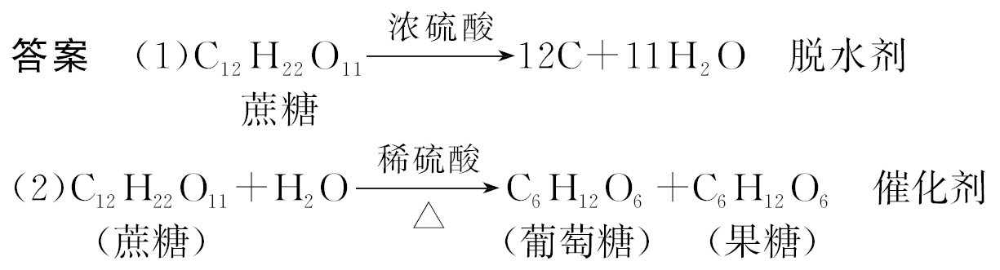 浓硫酸
答案 （1）C₁₂H₂₂O₁₁⟶12C＋11H₂O 脱水剂
蔗糖
稀硫酸
（2）C₁₂H₂₂O₁₁＋H₂O⟶C₆H₁₂O₆＋C₆H₁₂O₆ 催化剂
△
（蔗糖） （葡萄糖） （果糖）